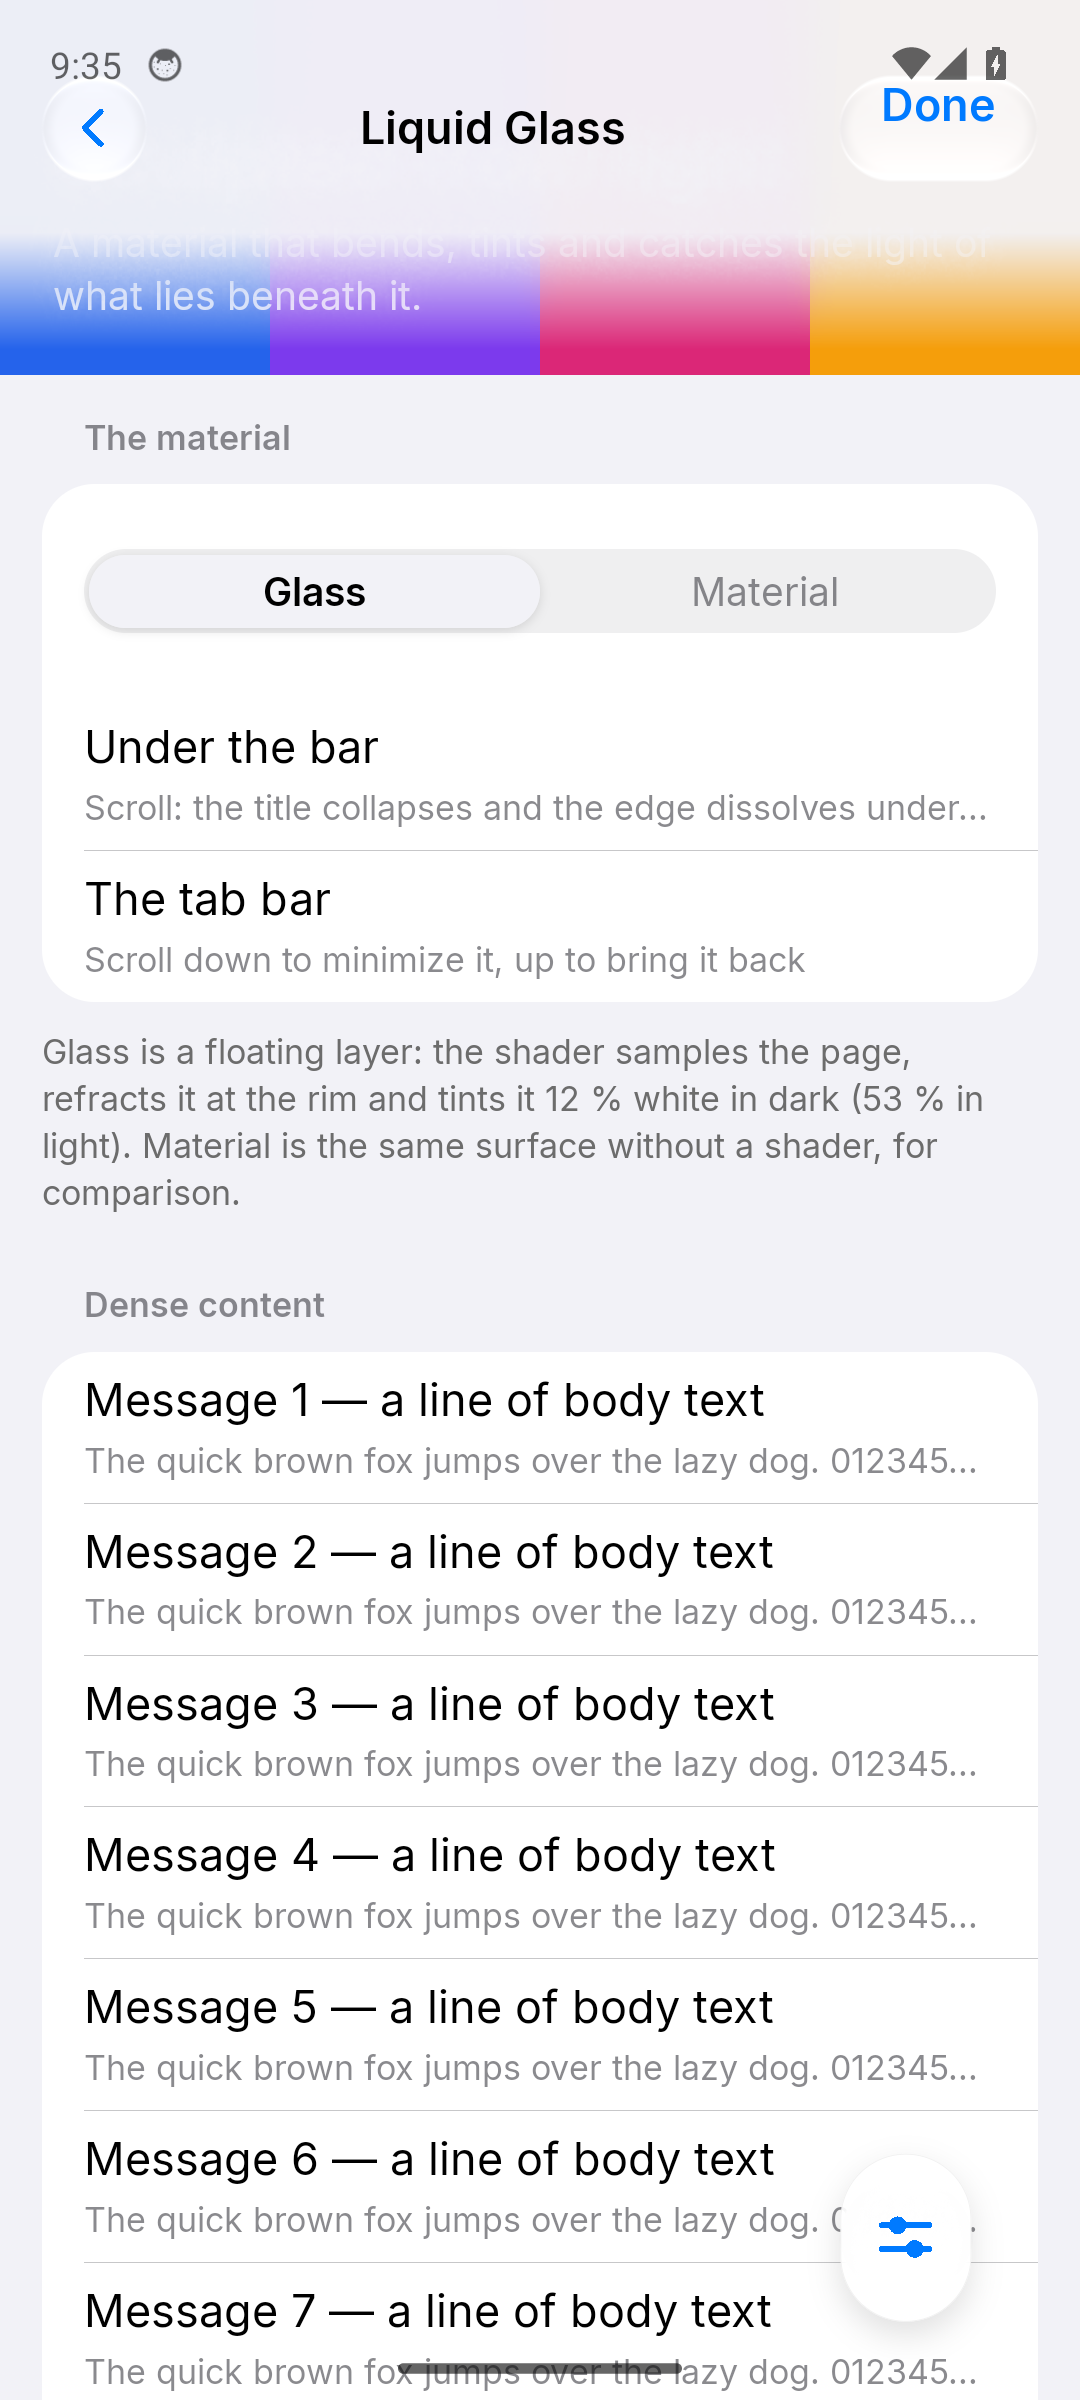 9:35
Liquid Glass
Done
A material that bends, tints and catches the light of
what lies beneath it.
The material
Glass
Material
Under the bar
Scroll: the title collapses and the edge dissolves under...
The tab bar
Scroll down to minimize it, up to bring it back
Glass is a floating layer: the shader samples the page,
refracts it at the rim and tints it 12 % white in dark (53 % in
light). Material is the same surface without a shader, for
comparison.
Dense content
Message 1 — a line of body text
The quick brown fox jumps over the lazy dog. 012345...
Message 2 — a line of body text
The quick brown fox jumps over the lazy dog. 012345...
Message 3 — a line of body text
The quick brown fox jumps over the lazy dog. 012345...
Message 4 — a line of body text
The quick brown fox jumps over the lazy dog. 012345...
Message 5 — a line of body text
The quick brown fox jumps over the lazy dog. 012345...
Message 6 — a line of body text
The quick brown fox jumps over the lazy dog.
Message 7 — a line of body text
The quick brown fox jumps over the lazy dog. 012345...